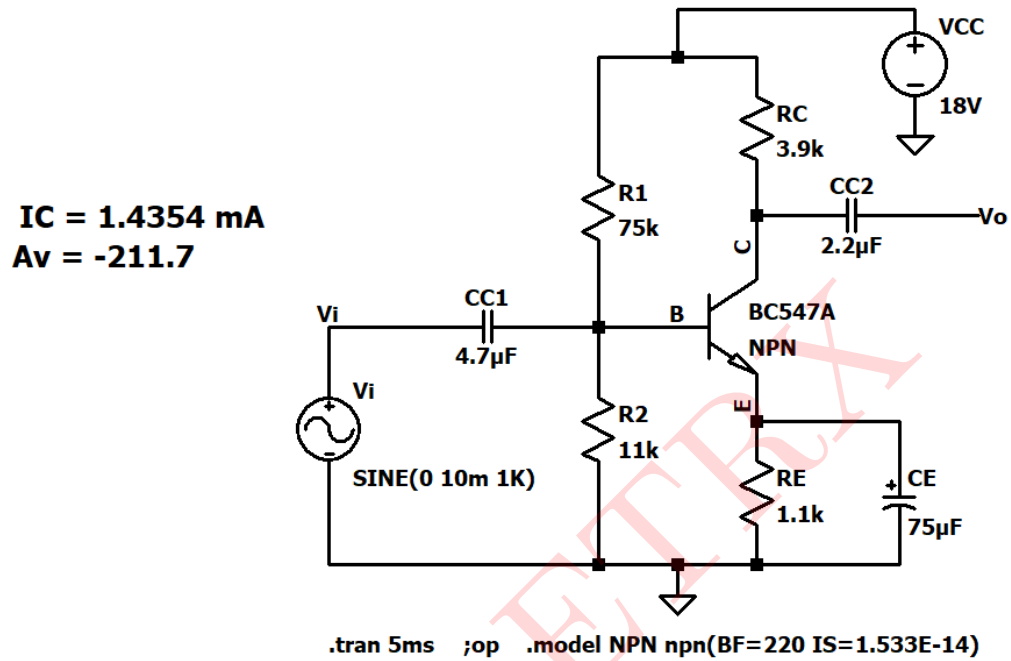 VCC
18V
RC
3.9k
IC = 1.4354 mA
Av = -211.7
R1
75k
CC2
2.2µF
Vo
C
CC1
4.7µF
Vi
B
BC547A
NPN
Vi
SINE(0 10m 1K)
R2
11k
E
RE
1.1k
CE
75µF
.tran 5ms ;op .model NPN npn(BF=220 IS=1.533E-14)
ETRX